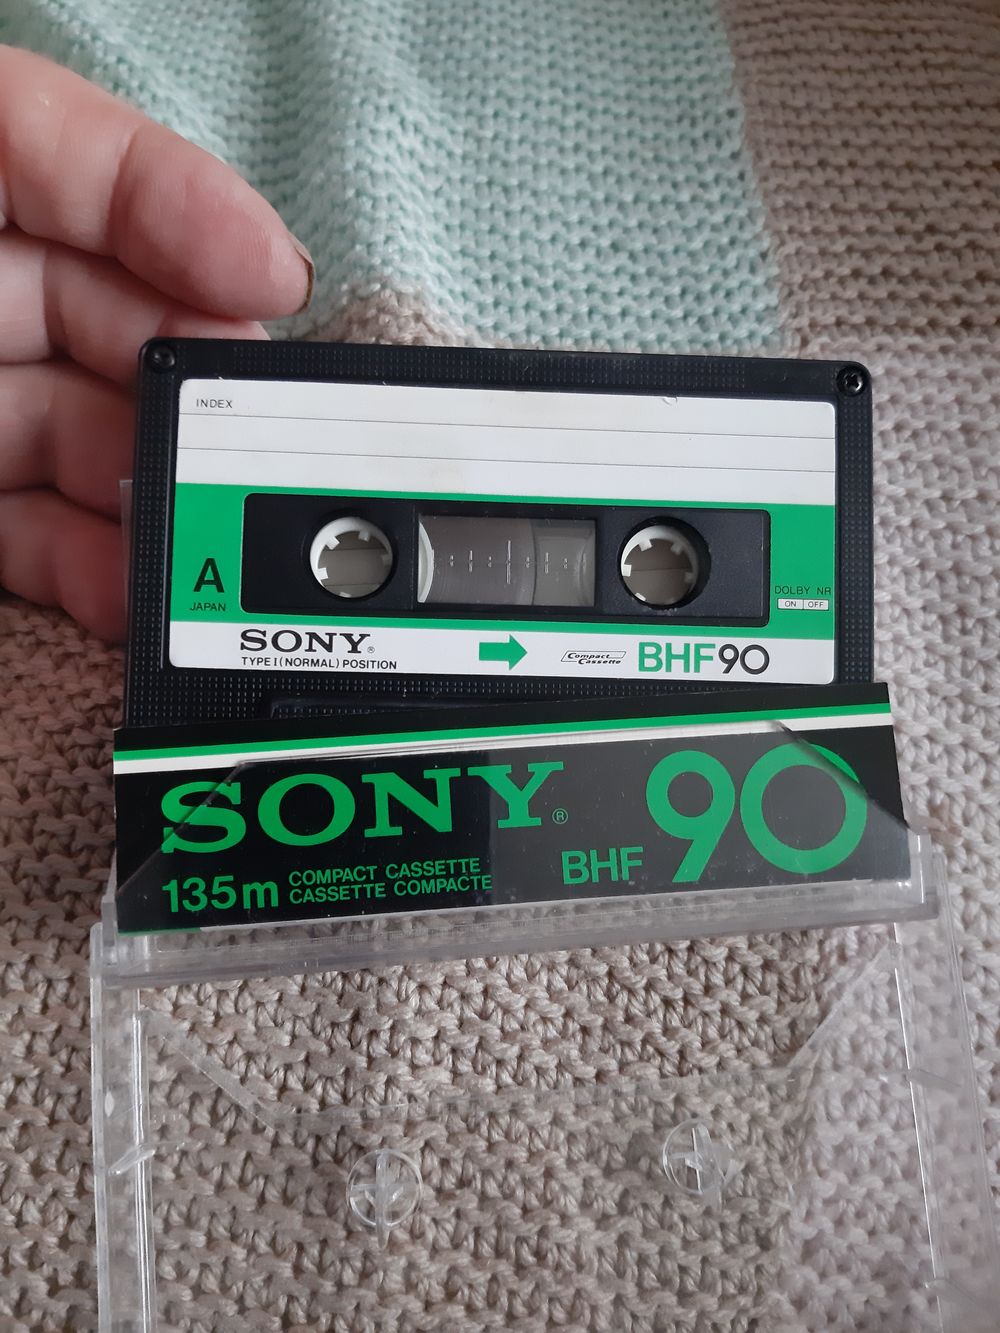 INDEX
A
JAPAN
DOLBY NR
ON OFF
SONY®
TYPE I (NORMAL) POSITION
Compact Cassette
BHF90
SONY® 90
BHF
135m COMPACT CASSETTE
CASSETTE COMPACTE